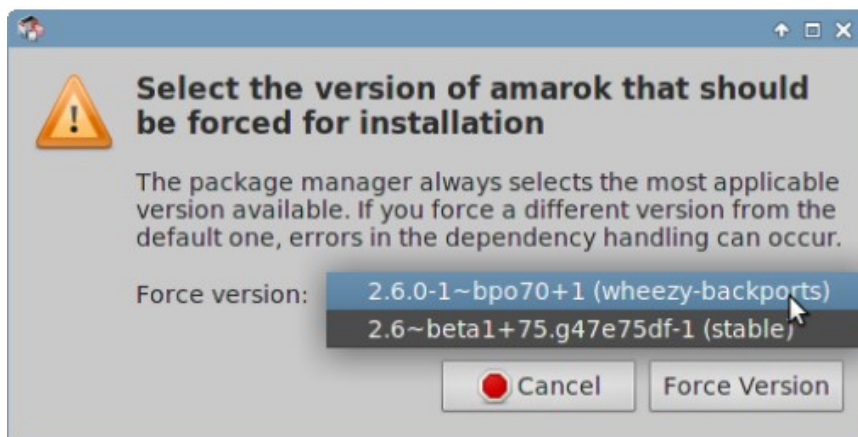 Select the version of amarok that should
be forced for installation
The package manager always selects the most applicable
version available. If you force a different version from the
default one, errors in the dependency handling can occur.
Force version:
2.6.0-1~bpo70+1 (wheezy-backports)
2.6~beta1+75.g47e75df-1 (stable)
Cancel
Force Version